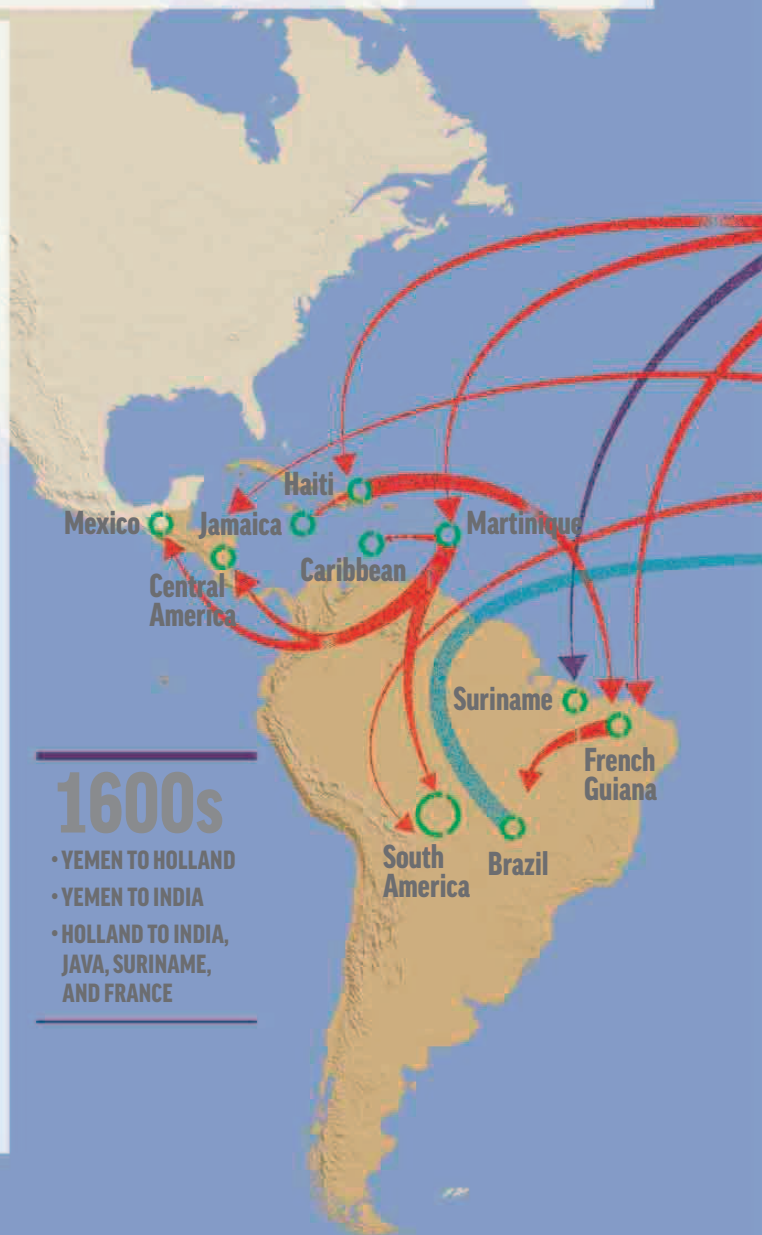 Haiti
Mexico
Jamaica
Martinique
Caribbean
Central
America
Suriname
French
Guiana
South
America
Brazil
1600s
• YEMEN TO HOLLAND
• YEMEN TO INDIA
• HOLLAND TO INDIA,
JAVA, SURINAME,
AND FRANCE